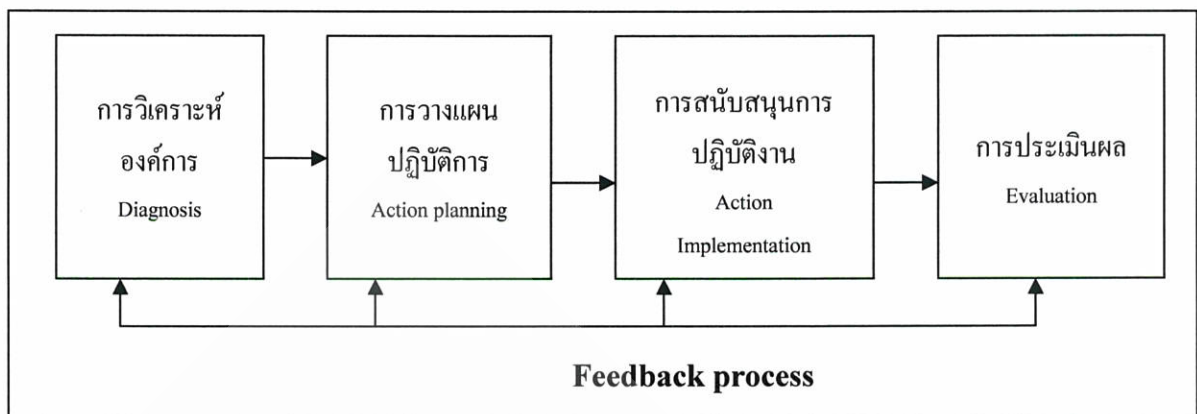 การวิเคราะห์
องค์การ
Diagnosis
การวางแผน
ปฏิบัติการ
Action planning
การสนับสนุนการ
ปฏิบัติงาน
Action
Implementation
การประเมินผล
Evaluation
Feedback process